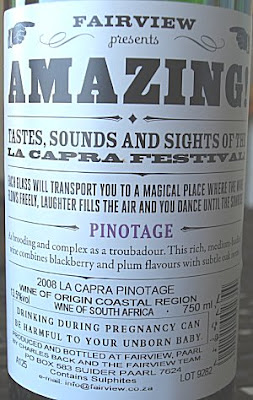 FAIRVIEW
presents
AMAZING!
TASTES, SOUNDS AND SIGHTS OF THE
LA CAPRA FESTIVAL
EACH GLASS WILL TRANSPORT YOU TO A MAGICAL PLACE WHERE THE WINE
FLOWS FREELY, LAUGHTER FILLS THE AIR AND YOU DANCE UNTIL THE
PINOTAGE
As brooding and complex as a troubadour. This rich,
wine combines blackberry and plum flavours with subtle oak
2008 LA CAPRA PINOTAGE
WINE OF ORIGIN COASTAL REGION
WINE OF SOUTH AFRICA 750 ml
DRINKING DURING PREGNANCY CAN
BE HARMFUL TO YOUR UNBORN BABY.
PRODUCED AND BOTTLED AT FAIRVIEW, PAARL
BY CHARLES BACK AND THE FAIRVIEW TEAM.
PO BOX 583 SUIDER PAARL 7624
A125 Contains Sulphites
e-mail: info@fairview.co.za